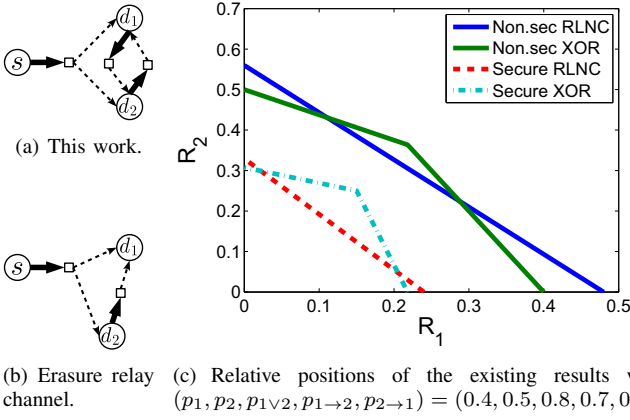 s
d₁
d₂
(a) This work.
s
d₁
d₂
(b) Erasure relay
channel.
0.7
0.6
0.5
0.4
0.3
0.2
0.1
0
R₂
0
0.1
0.2
0.3
0.4
0.5
R₁
Non.sec RLNC
Non.sec XOR
Secure RLNC
Secure XOR
(c) Relative positions of the existing results
(p₁, p₂, p₁∨₂, p₁→₂, p₂→₁) = (0.4, 0.5, 0.8, 0.7,